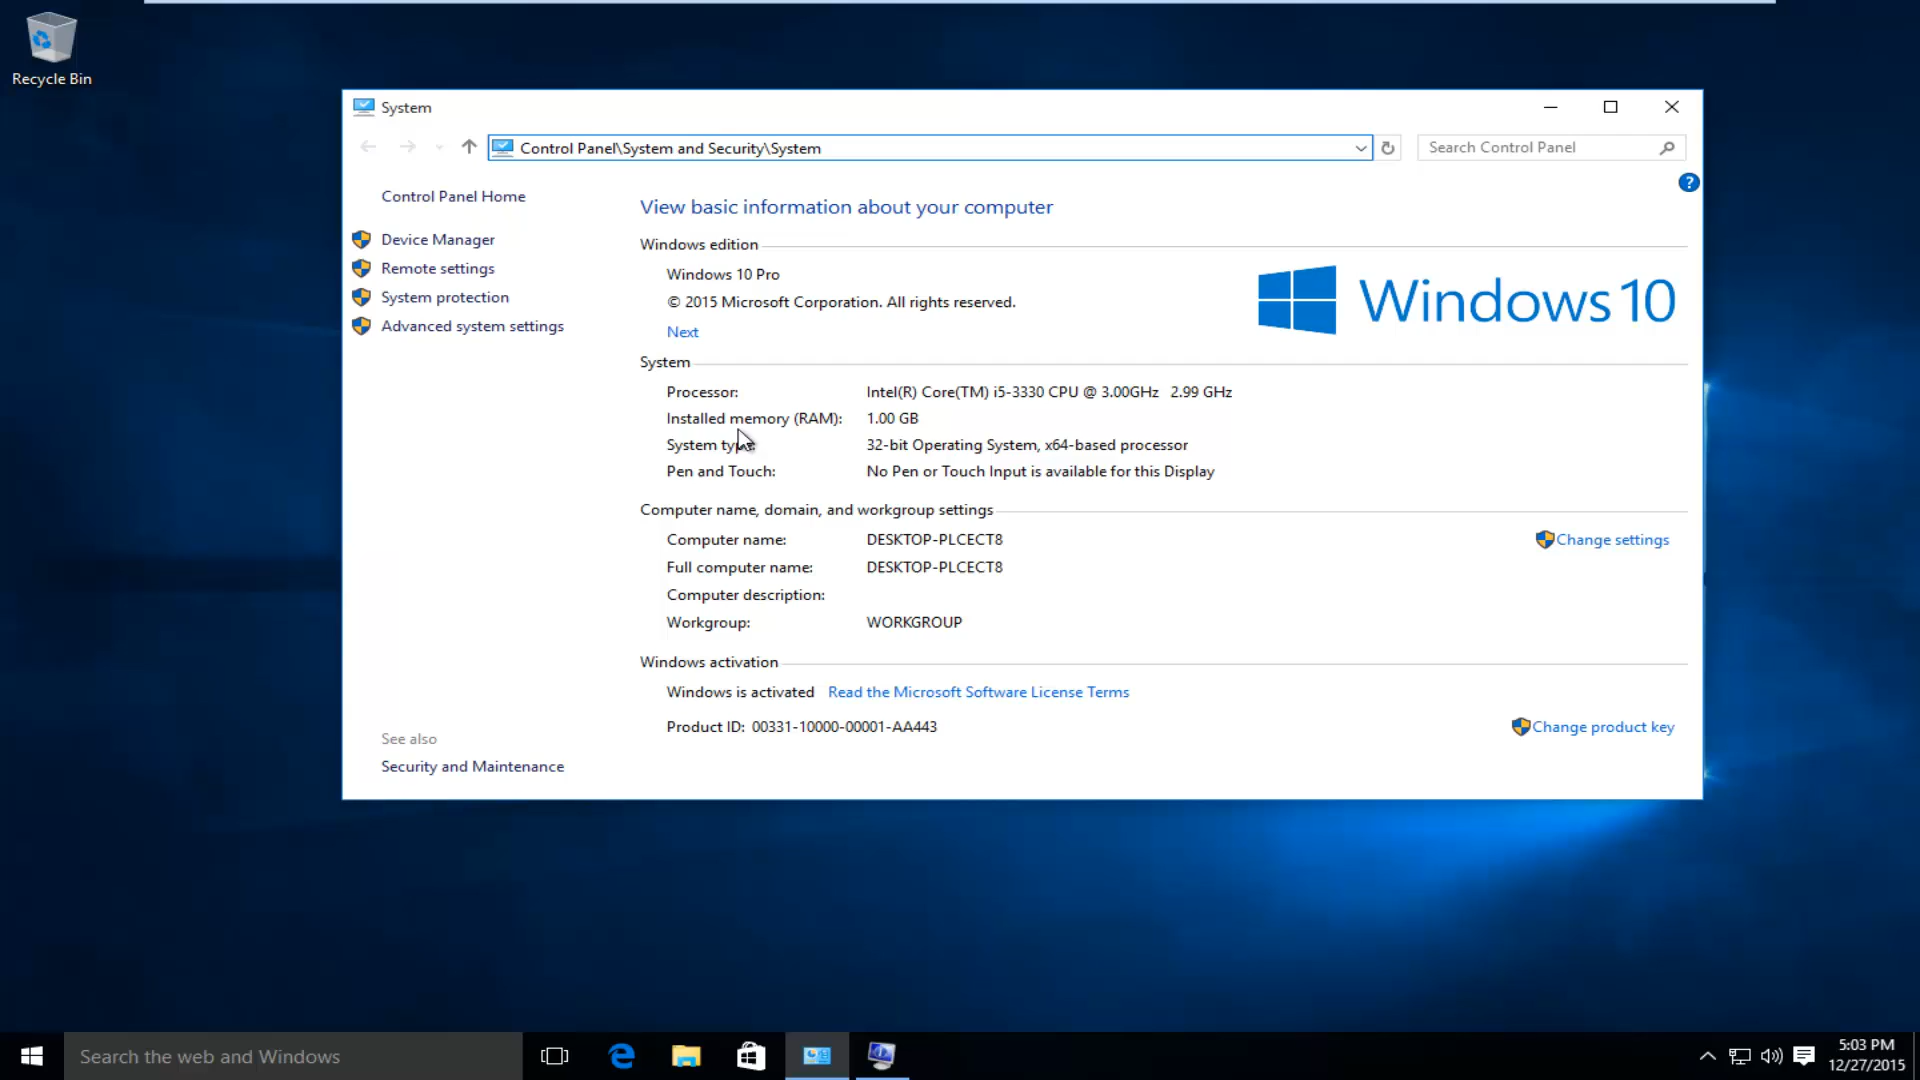 Recycle Bin
System
Control Panel\System and Security\System
Search Control Panel
?
Control Panel Home
Device Manager
Remote settings
System protection
Advanced system settings
View basic information about your computer
Windows edition
Windows 10 Pro
© 2015 Microsoft Corporation. All rights reserved.
Next
Windows 10
System
Processor: Intel(R) Core(TM) i5-3330 CPU @ 3.00GHz 2.99 GHz
Installed memory (RAM): 1.00 GB
System type: 32-bit Operating System, x64-based processor
Pen and Touch: No Pen or Touch Input is available for this Display
Computer name, domain, and workgroup settings
Computer name: DESKTOP-PLCECT8
Change settings
Full computer name: DESKTOP-PLCECT8
Computer description:
Workgroup: WORKGROUP
Windows activation
Windows is activated Read the Microsoft Software License Terms
Product ID: 00331-10000-00001-AA443
Change product key
See also
Security and Maintenance
Search the web and Windows
5:03 PM
12/27/2015